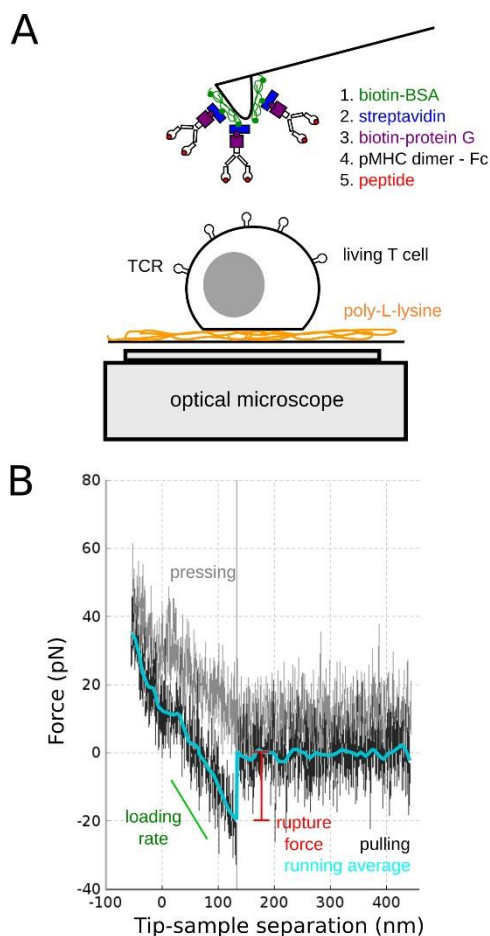 A
1. biotin-BSA
2. streptavidin
3. biotin-protein G
4. pMHC dimer - Fc
5. peptide
TCR
living T cell
poly-L-lysine
optical microscope
B
80
60
40
20
0
-20
-40
Force (pN)
pressing
loading
rate
rupture
force
pulling
running average
-100
0
100
200
300
400
Tip-sample separation (nm)